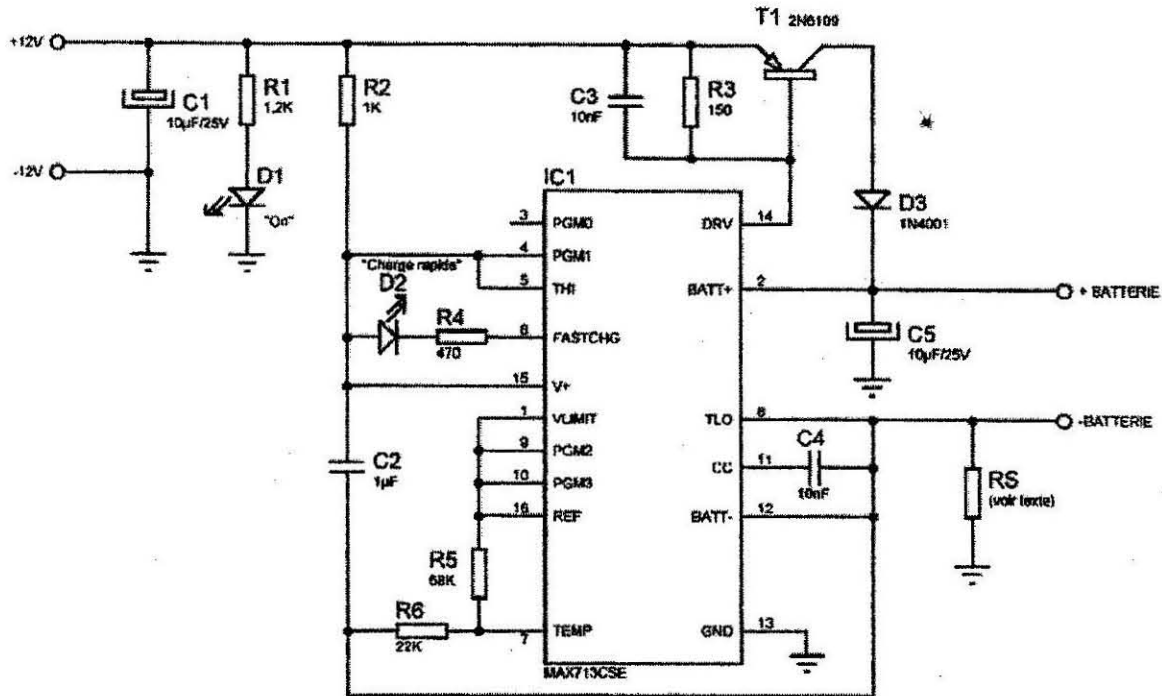 T1 2N6109
+12V
C1
10µF/25V
R1
1,2K
R2
1K
C3
10nF
R3
150
-12V
D1
"On"
IC1
D3
1N4001
3 PGM0
DRV 14
4 PGM1
"Charge rapide"
5 THI
D2
BATT+ 2
+ BATTERIE
R4
470
8 FASTCHG
C5
10µF/25V
15 V+
1 VLIMIT
TLO 8
-BATTERIE
9 PGM2
C4
10nF
CC 11
C2
1µF
10 PGM3
RS
(voir texte)
16 REF
BATT- 12
R5
68K
R6
22K
7 TEMP
GND 13
MAX713CSE